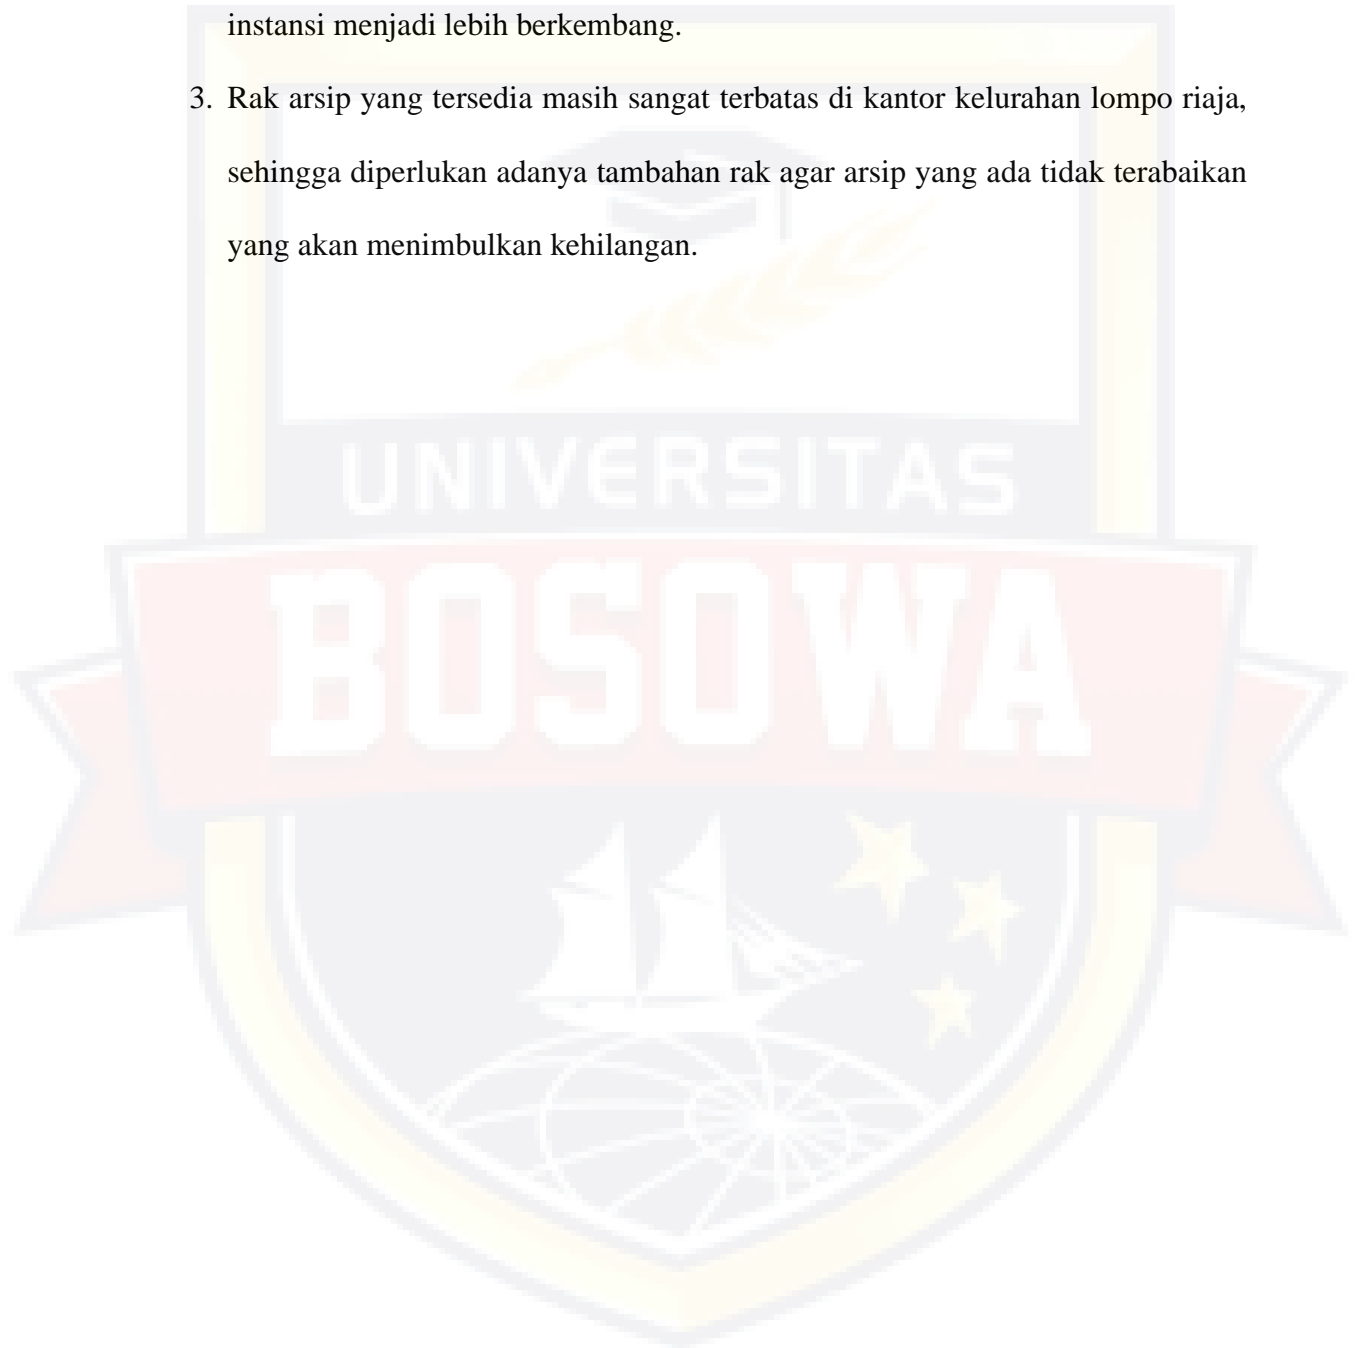 instansi menjadi lebih berkembang.
3. Rak arsip yang tersedia masih sangat terbatas di kantor kelurahan lompo riaja,
sehingga diperlukan adanya tambahan rak agar arsip yang ada tidak terabaikan
yang akan menimbulkan kehilangan.
UNIVERSITAS
BOSOWA